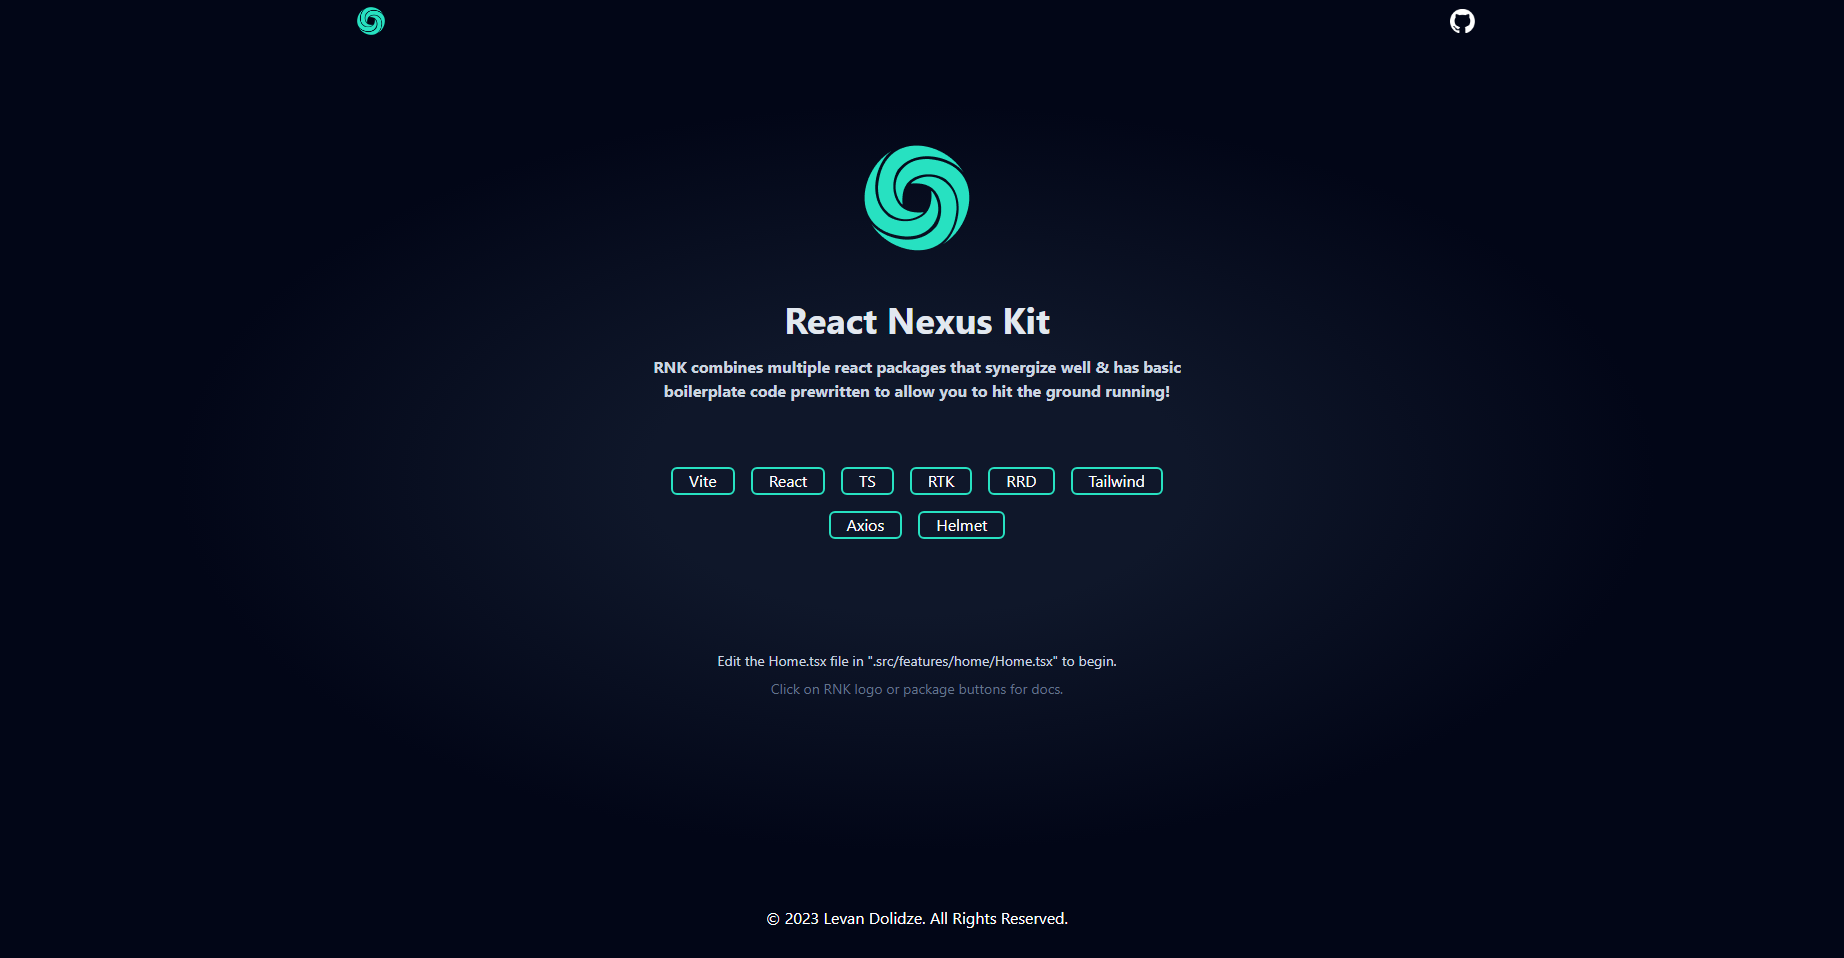 React Nexus Kit
RNK combines multiple react packages that synergize well & has basic
boilerplate code prewritten to allow you to hit the ground running!
Vite React TS RTK RRD Tailwind
Axios Helmet
Edit the Home.tsx file in ".src/features/home/Home.tsx" to begin.
Click on RNK logo or package buttons for docs.
© 2023 Levan Dolidze. All Rights Reserved.